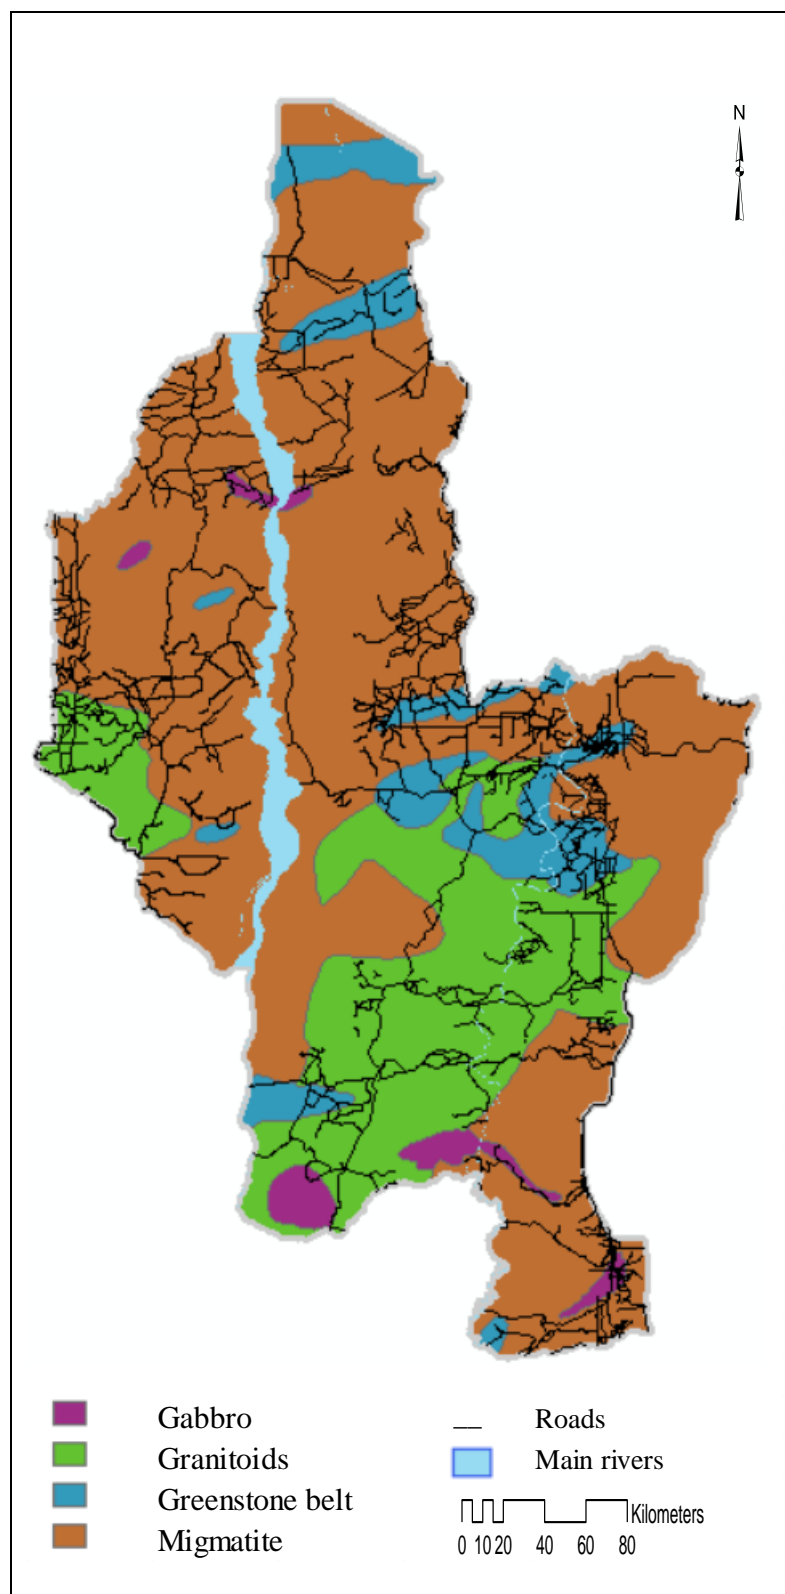 N
Gabbro
Granitoids
Greenstone belt
Migmatite
Roads
Main rivers
Kilometers
0 10 20 40 60 80